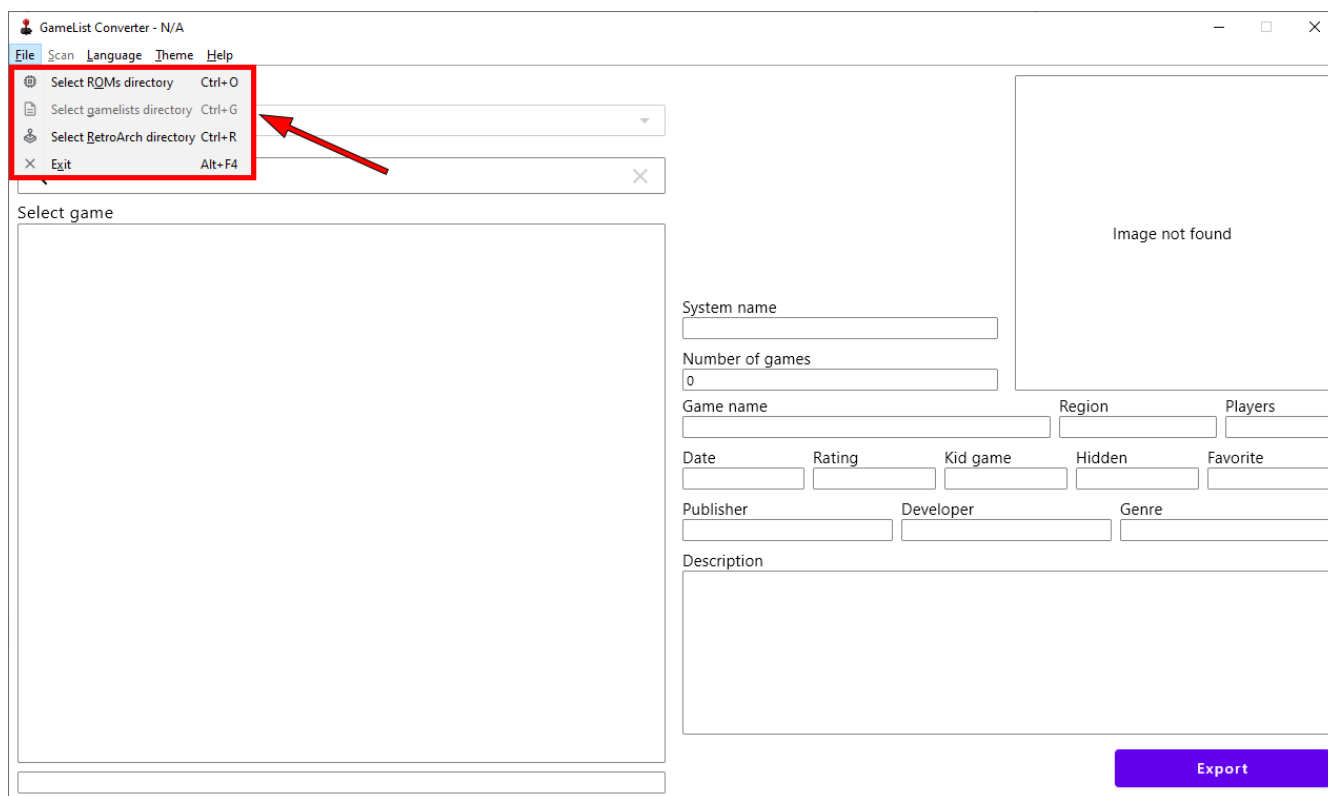 GameList Converter - N/A
File Scan Language Theme Help
Select ROMs directory Ctrl+O
Select gamelists directory Ctrl+G
Select RetroArch directory Ctrl+R
Exit Alt+F4
Select game
Image not found
System name
Number of games
0
Game name Region Players
Date Rating Kid game Hidden Favorite
Publisher Developer Genre
Description
Export